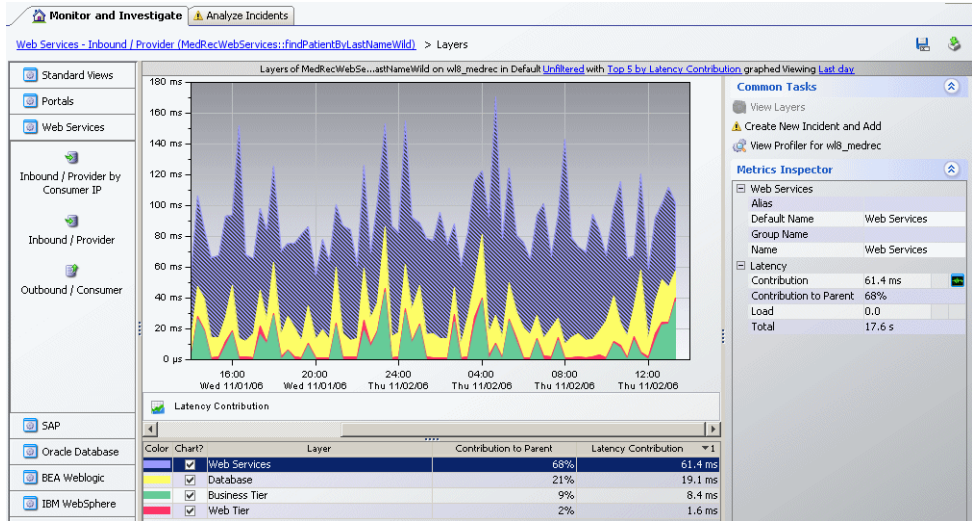 Monitor and Investigate
Analyze Incidents
Web Services - Inbound / Provider (MedRecWebServices::findPatientByLastNameWild) > Layers
Standard Views
Portals
Web Services
Inbound / Provider by
Consumer IP
Inbound / Provider
Outbound / Consumer
SAP
Oracle Database
BEA Weblogic
IBM WebSphere
Layers of MedRecWebSe...astNameWild on wl8_medrec in Default Unfiltered with Top 5 by Latency Contribution graphed Viewing Last day
180 ms
160 ms
140 ms
120 ms
100 ms
80 ms
60 ms
40 ms
20 ms
0 µs
16:00 20:00 24:00 04:00 08:00 12:00
Wed 11/01/06 Wed 11/01/06 Thu 11/02/06 Thu 11/02/06 Thu 11/02/06 Thu 11/02/06
Latency Contribution
Color Chart? Layer Contribution to Parent Latency Contribution 1
Web Services 68% 61.4 ms
Database 21% 19.1 ms
Business Tier 9% 8.4 ms
Web Tier 2% 1.6 ms
Common Tasks
View Layers
Create New Incident and Add
View Profiler for wl8_medrec
Metrics Inspector
Web Services
Alias
Default Name Web Services
Group Name
Name Web Services
Latency
Contribution 61.4 ms
Contribution to Parent 68%
Load 0.0
Total 17.6 s